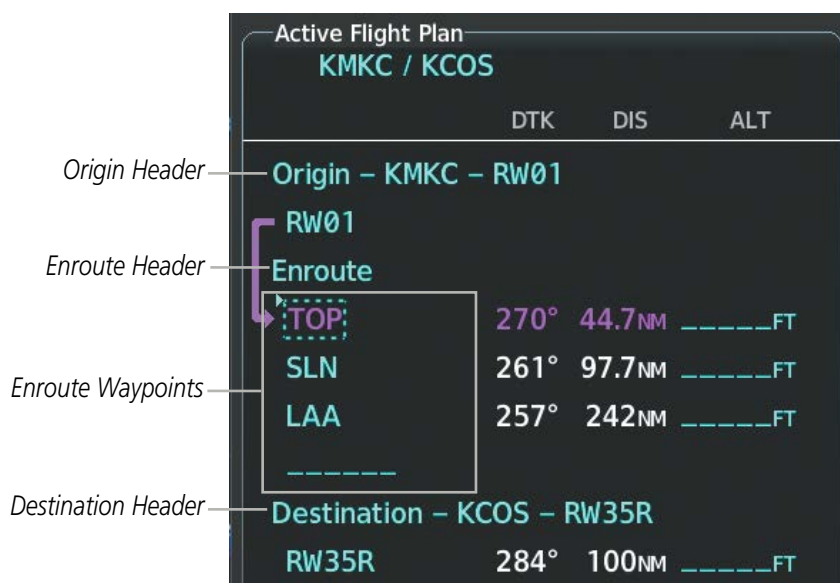 Active Flight Plan
KMKC / KCOS
DTK DIS ALT
Origin Header
Origin – KMKC – RW01
RW01
Enroute Header
Enroute
TOP 270° 44.7NM _____FT
SLN 261° 97.7NM _____FT
Enroute Waypoints
LAA 257° 242NM _____FT
______
Destination Header
Destination – KCOS – RW35R
RW35R 284° 100NM _____FT